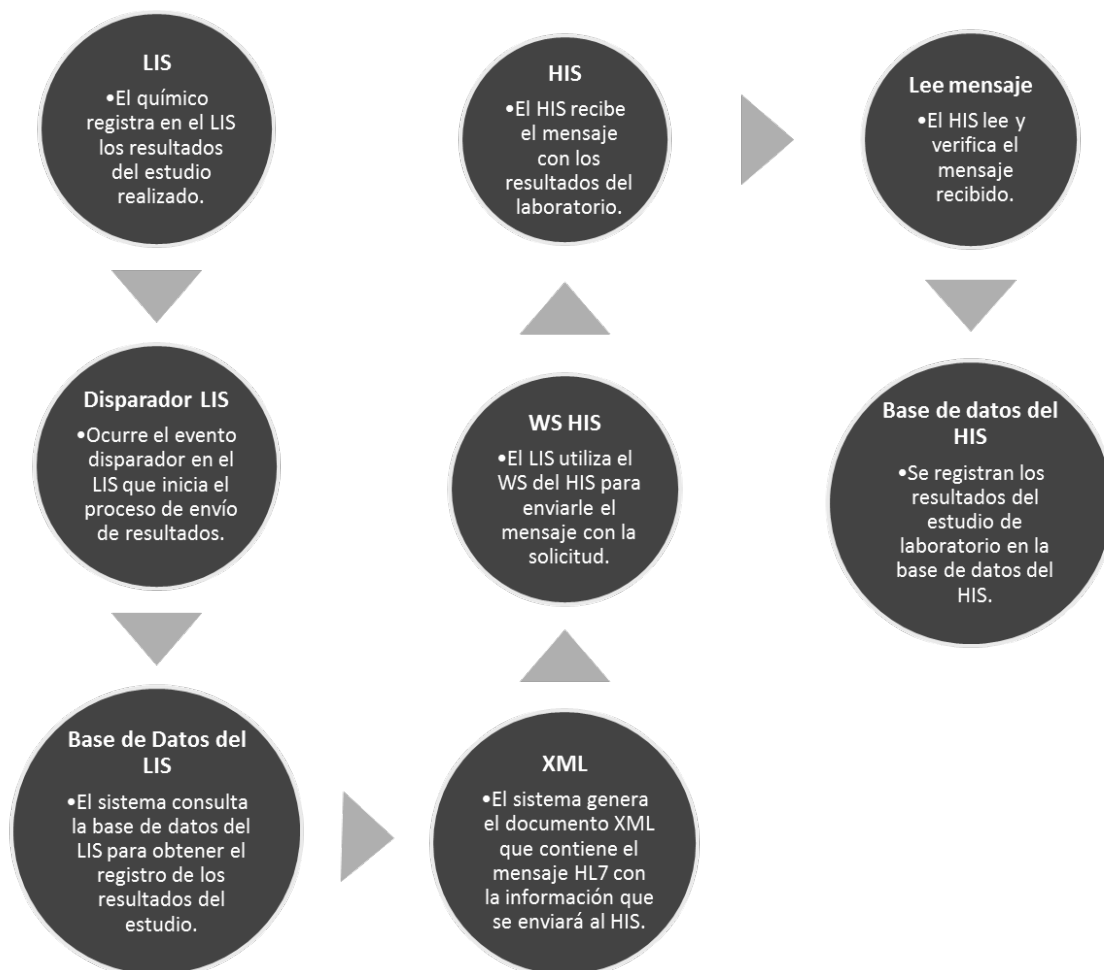 LIS
•El químico
registra en el LIS
los resultados
del estudio
realizado.
Disparador LIS
•Ocurre el evento
disparador en el
LIS que inicia el
proceso de envío
de resultados.
Base de Datos del
LIS
•El sistema consulta
la base de datos del
LIS para obtener el
registro de los
resultados del
estudio.
XML
•El sistema genera
el documento XML
que contiene el
mensaje HL7 con
la información que
se enviará al HIS.
WS HIS
•El LIS utiliza el
WS del HIS para
enviarle el
mensaje con la
solicitud.
HIS
•El HIS recibe
el mensaje
con los
resultados del
laboratorio.
Lee mensaje
•El HIS lee y
verifica el
mensaje
recibido.
Base de datos del
HIS
•Se registran los
resultados del
estudio de
laboratorio en la
base de datos del
HIS.